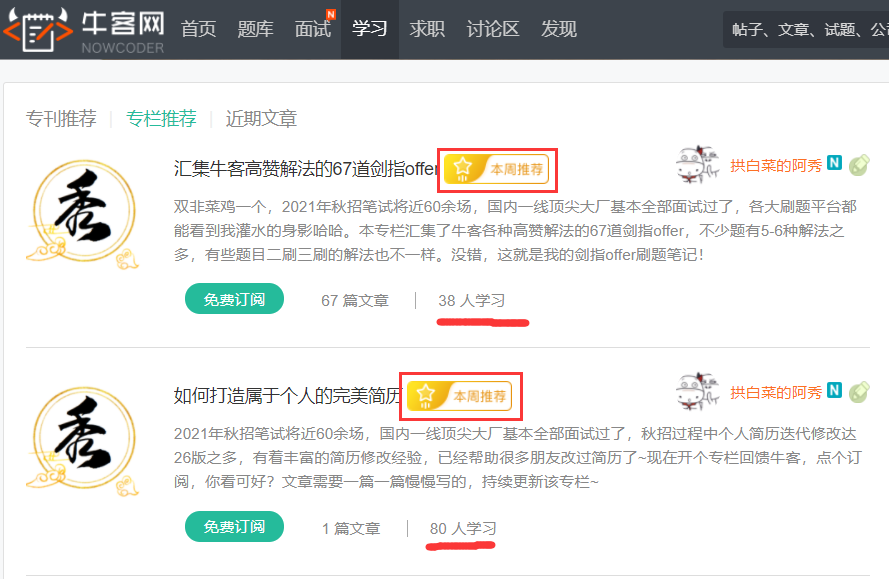 牛客网
NOWCODER
首页 题库 面试 N 学习 求职 讨论区 发现
帖子、文章、试题、
专刊推荐 专栏推荐 近期文章
秀
汇集牛客高赞解法的67道剑指offer 本周推荐 拱白菜的阿秀 N
双非菜鸡一个，2021年秋招笔试将近60余场，国内一线顶尖大厂基本全部面试过了，各大刷题平台都
能看到我灌水的身影哈哈。本专栏汇集了牛客各种高赞解法的67道剑指offer，不少题有5-6种解法之
多，有些题目二刷三刷的解法也不一样。没错，这就是我的剑指offer刷题笔记！
免费订阅 67 篇文章 38 人学习
秀
如何打造属于个人的完美简历 本周推荐 拱白菜的阿秀 N
2021年秋招笔试将近60余场，国内一线顶尖大厂基本全部面试过了，秋招过程中个人简历迭代修改达
26版之多，有着丰富的简历修改经验，已经帮助很多朋友改过简历了~现在开个专栏回馈牛客，点个订
阅，你看可好？文章需要一篇一篇慢慢写的，持续更新该专栏~
免费订阅 1 篇文章 80 人学习